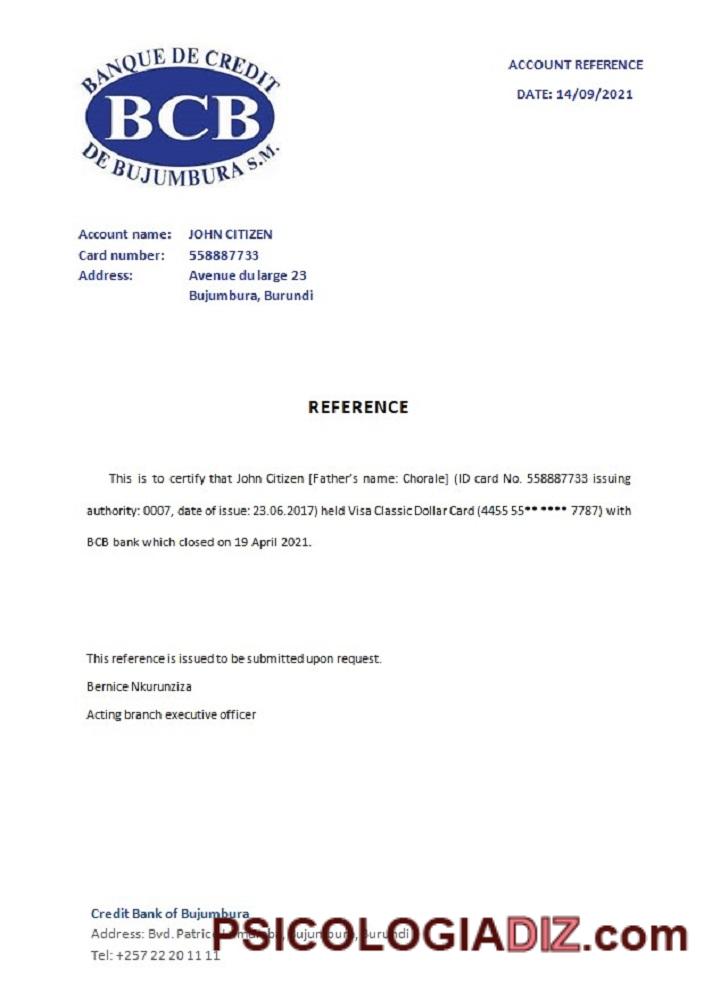 BANQUE DE CREDIT
BCB
DE BUJUMBURA S.M.
ACCOUNT REFERENCE
DATE: 14/09/2021
Account name: JOHN CITIZEN
Card number: 558887733
Address: Avenue du large 23
Bujumbura, Burundi
REFERENCE
This is to certify that John Citizen [Father's name: Chorale] (ID card No. 558887733 issuing
authority: 0007, date of issue: 23.06.2017) held Visa Classic Dollar Card (4455 55** **** 7787) with
BCB bank which closed on 19 April 2021.
This reference is issued to be submitted upon request.
Bernice Nkurunziza
Acting branch executive officer
Credit Bank of Bujumbura
Address: Bvd. Patrice Lumumba, Bujumbura, Burundi
Tel: +257 22 20 11 11
PSICOLOGIADIZ.com